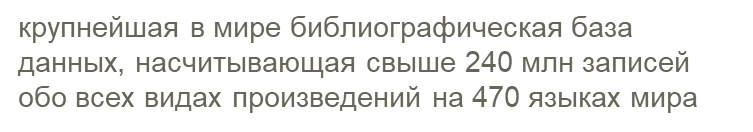 крупнейшая в мире библиографическая база
данных, насчитывающая свыше 240 млн записей
обо всех видах произведений на 470 языках мира